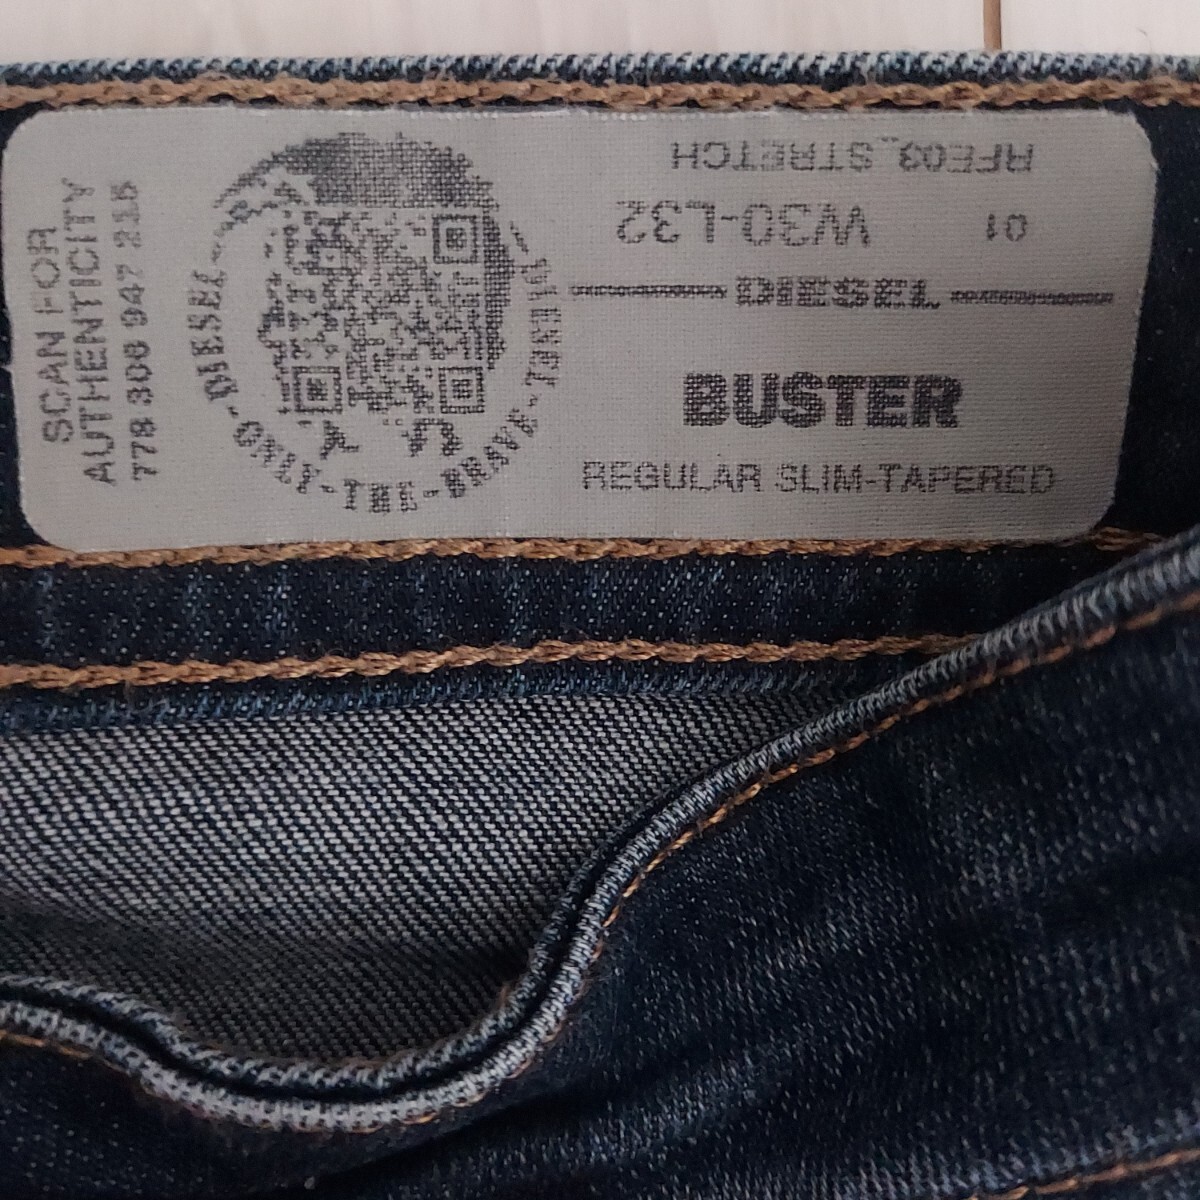 SCAN FOR
AUTHENTICITY
778 306 947 215
DIESEL - ONLY - THE - BRAVE - DIESEL
RFE03_STRETCH
01 W30-L32
DIESEL
BUSTER
REGULAR SLIM-TAPERED